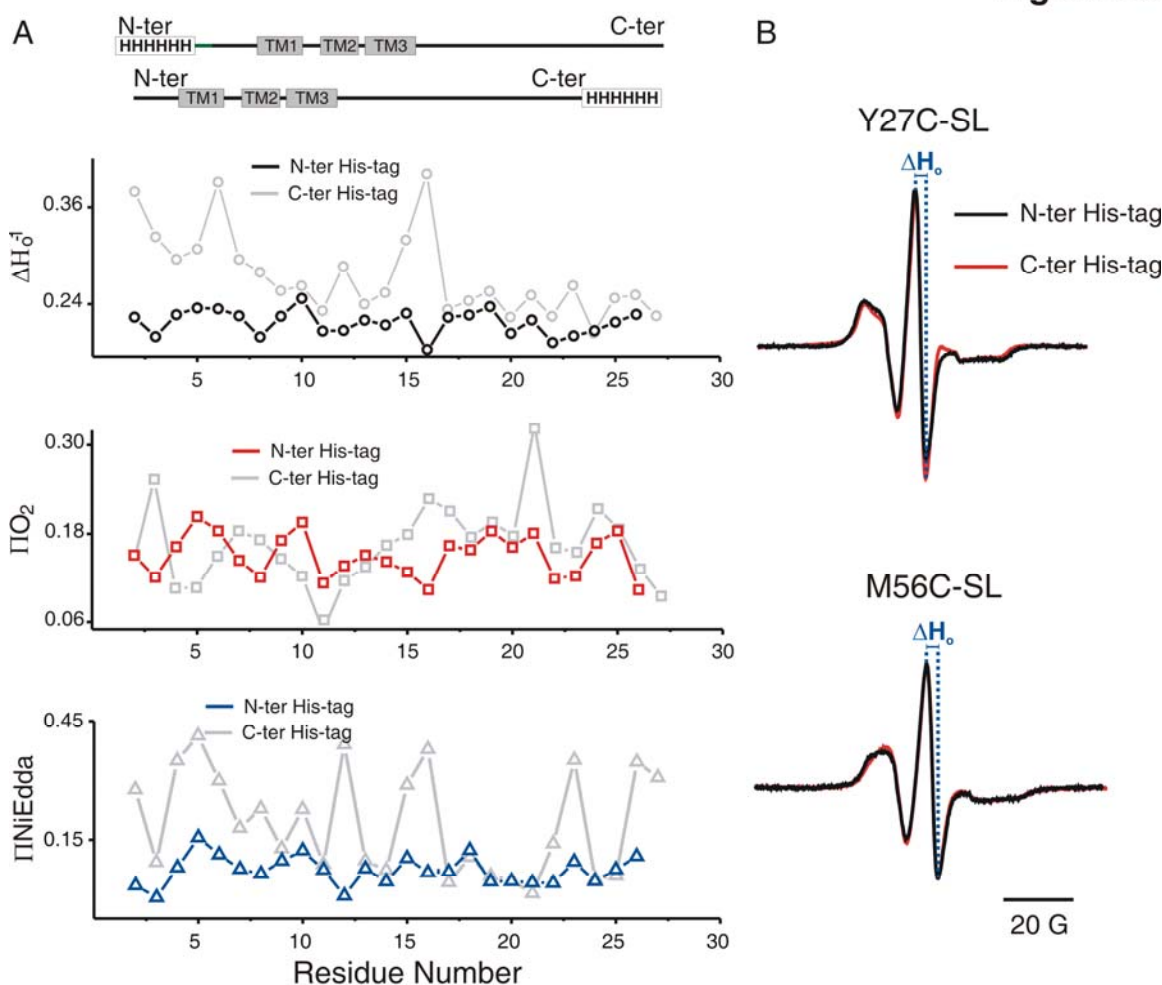 A
N-ter
C-ter
HHHHHH
TM1
TM2
TM3
N-ter
C-ter
TM1
TM2
TM3
HHHHHH
N-ter His-tag
C-ter His-tag
0.36
0.24
ΔHo-1
5
10
15
20
25
30
N-ter His-tag
C-ter His-tag
0.30
0.18
0.06
ΠO2
5
10
15
20
25
30
N-ter His-tag
C-ter His-tag
0.45
0.15
ΠNiEdda
5
10
15
20
25
30
Residue Number
B
Y27C-SL
ΔHo
N-ter His-tag
C-ter His-tag
M56C-SL
ΔHo
20 G